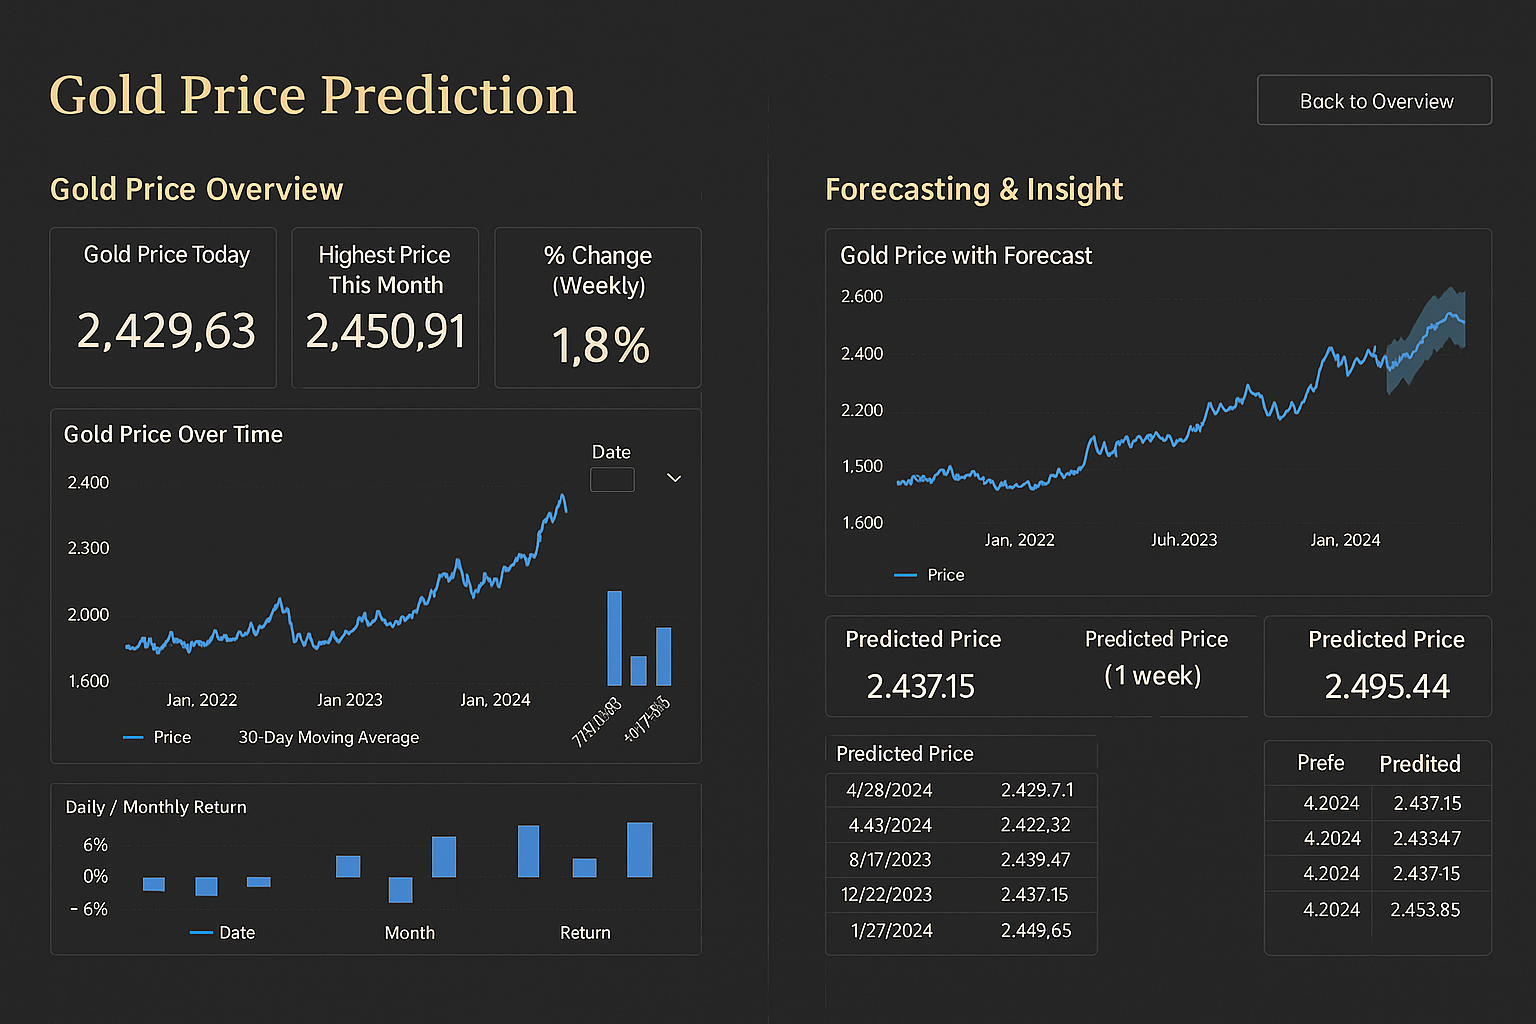 Gold Price Prediction
Back to Overview
Gold Price Overview
Gold Price Today
2,429,63
Highest Price
This Month
2,450,91
% Change
(Weekly)
1,8%
Gold Price Over Time
Date
2.400
2.300
2.000
1.600
Jan, 2022
Jan 2023
Jan, 2024
Price
30-Day Moving Average
Daily / Monthly Return
6%
0%
- 6%
Date
Month
Return
Forecasting & Insight
Gold Price with Forecast
2.600
2.400
2.200
1,500
1.600
Jan, 2022
Juh.2023
Jan, 2024
Price
Predicted Price
2.437.15
Predicted Price
(1 week)
Predicted Price
2.495.44
Predicted Price
4/28/2024 2.429.7.1
4.43/2024 2.422,32
8/17/2023 2.439.47
12/22/2023 2.437.15
1/27/2024 2.449,65
Prefe Predited
4.2024 2.437.15
4.2024 2.43347
4.2024 2.437-15
4.2024 2.453.85